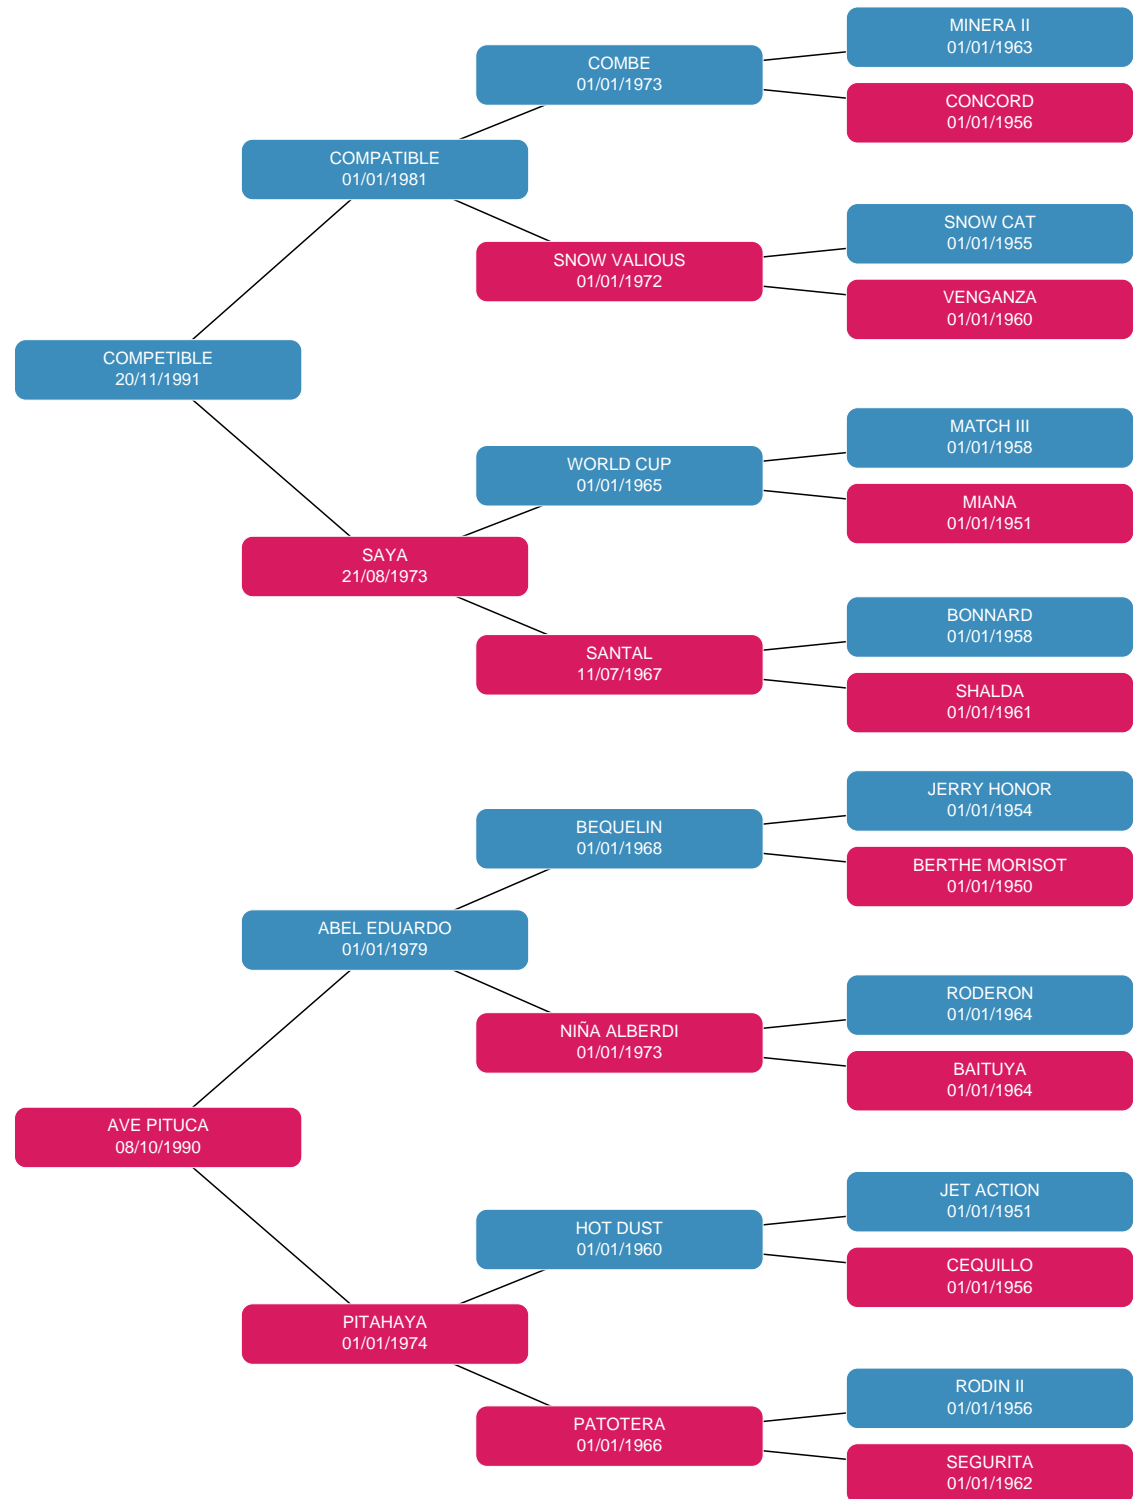 MINERA II
01/01/1963
COMBE
01/01/1973
CONCORD
01/01/1956
COMPATIBLE
01/01/1981
SNOW CAT
01/01/1955
SNOW VALIOUS
01/01/1972
VENGANZA
01/01/1960
COMPETIBLE
20/11/1991
MATCH III
01/01/1958
WORLD CUP
01/01/1965
MIANA
01/01/1951
SAYA
21/08/1973
BONNARD
01/01/1958
SANTAL
11/07/1967
SHALDA
01/01/1961
JERRY HONOR
01/01/1954
BEQUELIN
01/01/1968
BERTHE MORISOT
01/01/1950
ABEL EDUARDO
01/01/1979
RODERON
01/01/1964
NIÑA ALBERDI
01/01/1973
BAITUYA
01/01/1964
AVE PITUCA
08/10/1990
JET ACTION
01/01/1951
HOT DUST
01/01/1960
CEQUILLO
01/01/1956
PITAHAYA
01/01/1974
RODIN II
01/01/1956
PATOTERA
01/01/1966
SEGURITA
01/01/1962